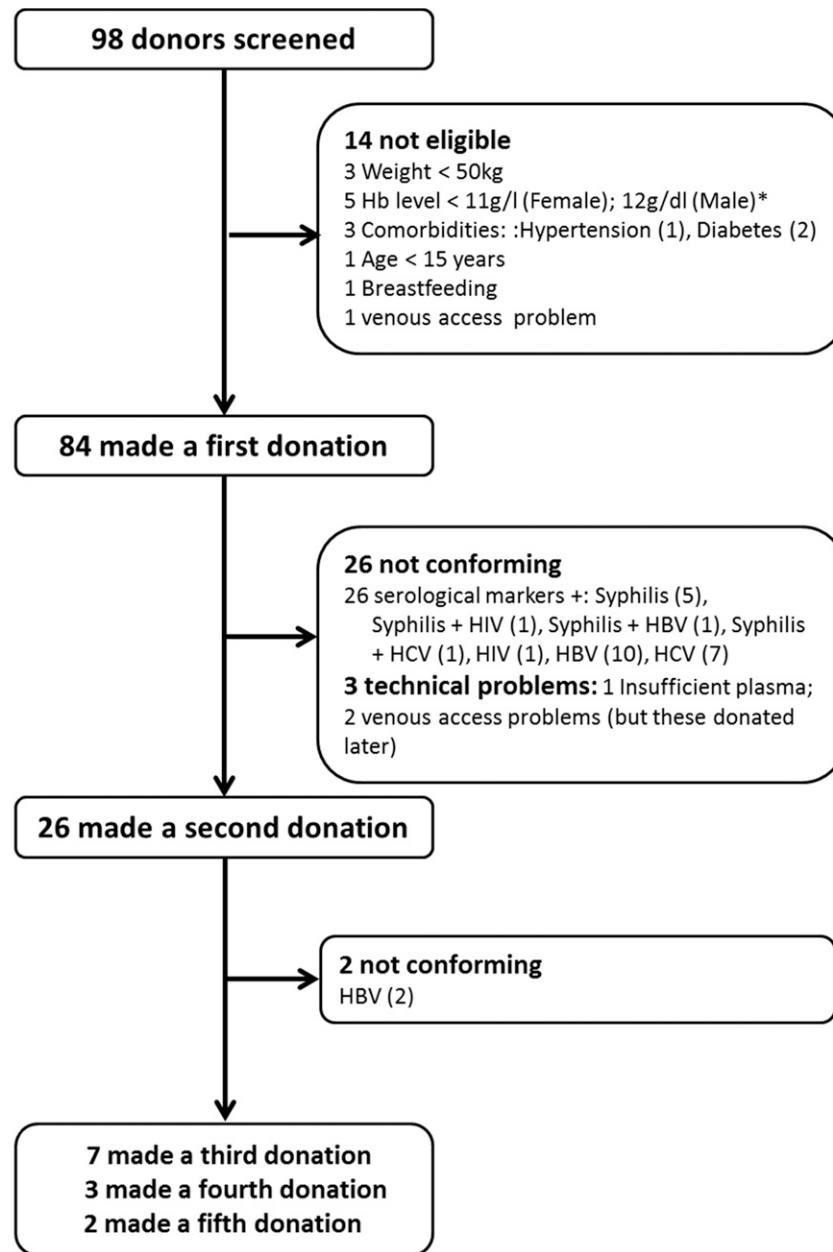 98 donors screened
14 not eligible
3 Weight < 50kg
5 Hb level < 11g/l (Female); 12g/dl (Male)*
3 Comorbidities: :Hypertension (1), Diabetes (2)
1 Age < 15 years
1 Breastfeeding
1 venous access problem
84 made a first donation
26 not conforming
26 serological markers +: Syphilis (5),
Syphilis + HIV (1), Syphilis + HBV (1), Syphilis
+ HCV (1), HIV (1), HBV (10), HCV (7)
3 technical problems: 1 Insufficient plasma;
2 venous access problems (but these donated
later)
26 made a second donation
2 not conforming
HBV (2)
7 made a third donation
3 made a fourth donation
2 made a fifth donation